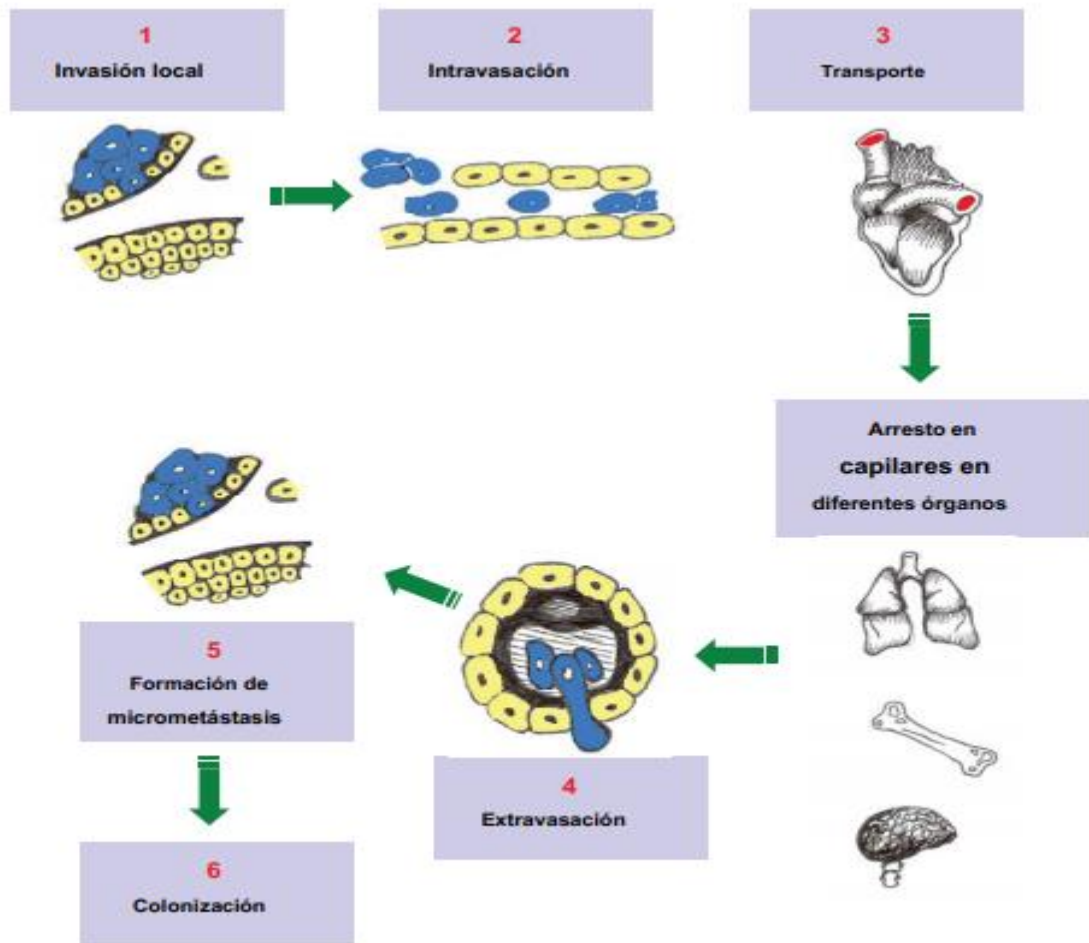 1
Invasión local
2
Intravasación
3
Transporte
Arresto en
capilares en
diferentes órganos
4
Extravasación
5
Formación de
micrometástasis
6
Colonización